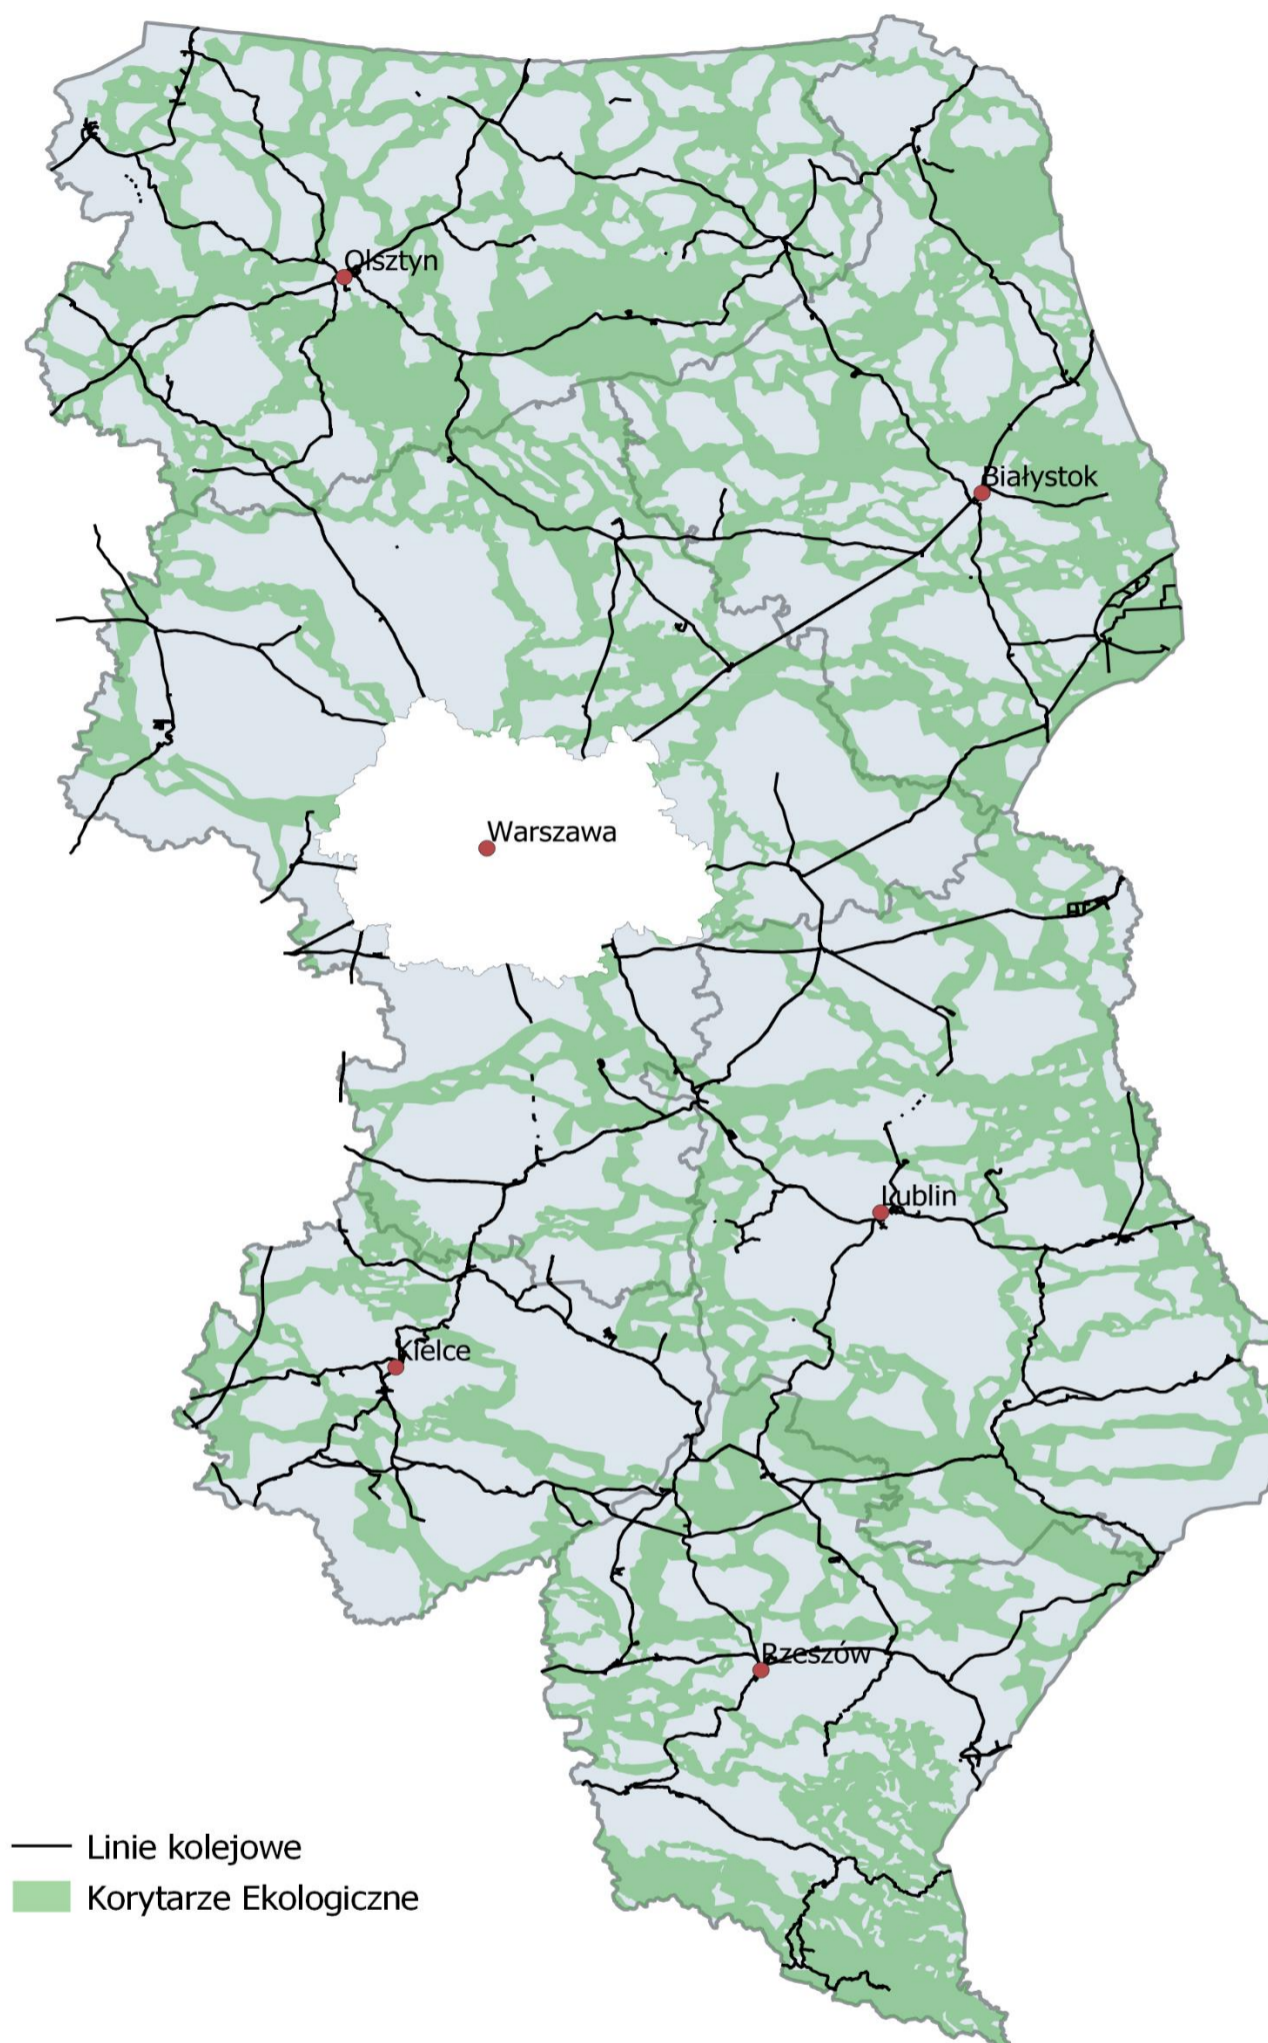 Olsztyn
Białystok
Warszawa
Lublin
Kielce
Rzeszów
Linie kolejowe
Korytarze Ekologiczne